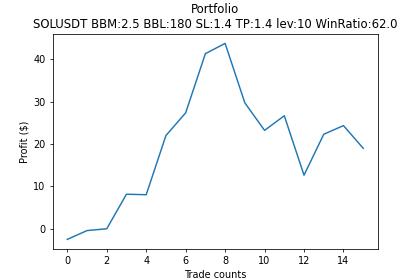 Portfolio
SOLUSDT BBM:2.5 BBL:180 SL:1.4 TP:1.4 lev:10 WinRatio:62.0
40
30
20
10
0
Profit ($)
0 2 4 6 8 10 12 14
Trade counts